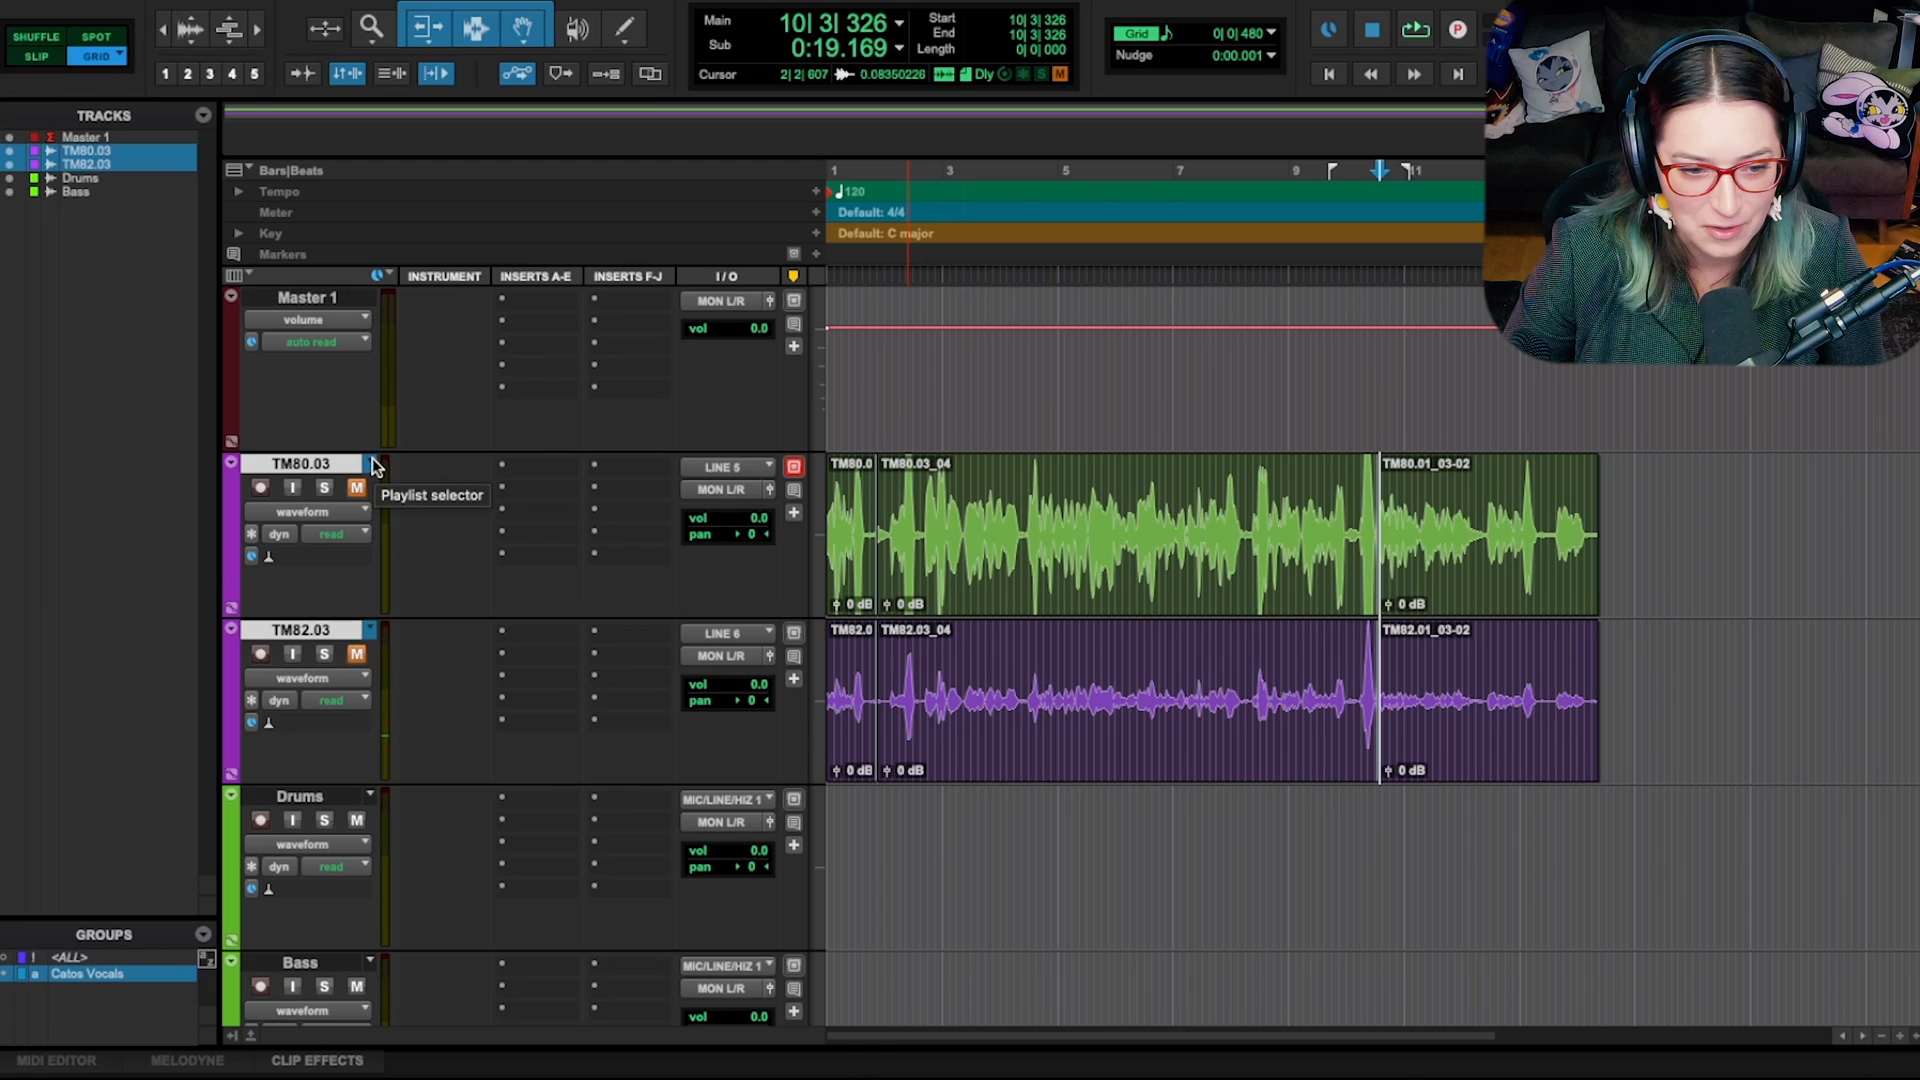 SHUFFLE SPOT
SLIP GRID
1 2 3 4 5
Main 10| 3| 326
Sub 0:19.169
Start 10| 3| 326
End 10| 3| 326
Length 0| 0| 000
Cursor 2| 2| 607 0.08350226 Dly S M
Grid 0| 0| 480
Nudge 0:00.001
P
TRACKS
Master 1
TM80.03
TM82.03
Drums
Bass
Bars|Beats
1 3 5 7 9 11
Tempo
120
Meter
Default: 4/4
Key
Default: C major
Markers
INSTRUMENT INSERTS A-E INSERTS F-J I / O
Master 1
volume
auto read
MON L/R
vol 0.0
TM80.03
I S M
Playlist selector
waveform
dyn read
LINE 5
MON L/R
vol 0.0
pan 0
TM80.0 TM80.03_04 TM80.01_03-02
0 dB 0 dB 0 dB
TM82.03
I S M
waveform
dyn read
LINE 6
MON L/R
vol 0.0
pan 0
TM82.0 TM82.03_04 TM82.01_03-02
0 dB 0 dB 0 dB
Drums
I S M
waveform
dyn read
MIC/LINE/HIZ 1
MON L/R
vol 0.0
pan 0
Bass
I S M
waveform
MIC/LINE/HIZ 1
MON L/R
vol 0.0
GROUPS
a z
! <ALL>
a Catos Vocals
MIDI EDITOR MELODYNE CLIP EFFECTS